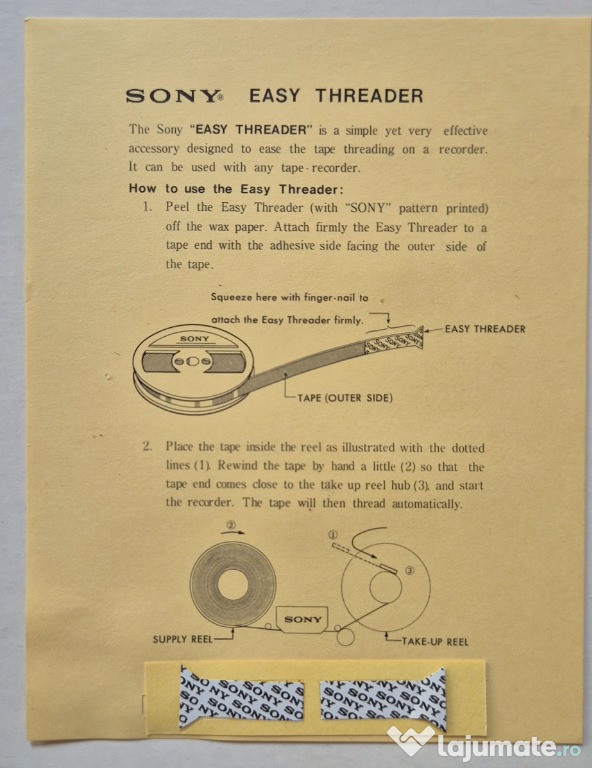 SONY® EASY THREADER
The Sony "EASY THREADER" is a simple yet very effective
accessory designed to ease the tape threading on a recorder.
It can be used with any tape-recorder.
How to use the Easy Threader:
1. Peel the Easy Threader (with "SONY" pattern printed)
off the wax paper. Attach firmly the Easy Threader to a
tape end with the adhesive side facing the outer side of
the tape.
Squeeze here with finger-nail to
attach the Easy Threader firmly.
EASY THREADER
SONY
SONY SONY SONY SONY
TAPE (OUTER SIDE)
2. Place the tape inside the reel as illustrated with the dotted
lines (1). Rewind the tape by hand a little (2) so that the
tape end comes close to the take up reel hub (3), and start
the recorder. The tape will then thread automatically.
②
①
③
SONY
SUPPLY REEL
TAKE-UP REEL
SONY SONY SONY SONY SONY SONY
lajumate.ro